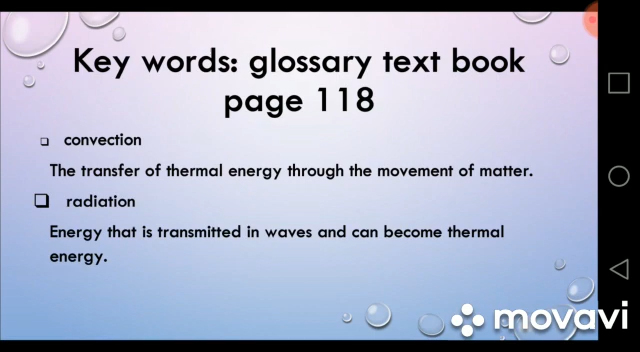 Key words: glossary text book
page 118
convection
The transfer of thermal energy through the movement of matter.
radiation
Energy that is transmitted in waves and can become thermal
energy.
movavi